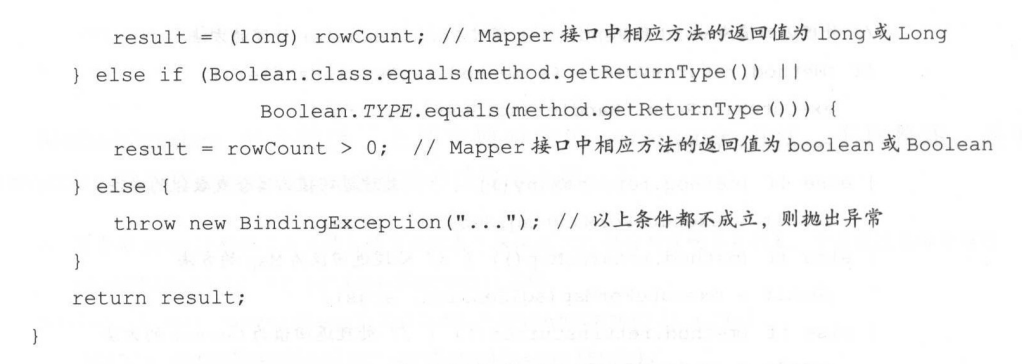 result = (long) rowCount; // Mapper 接口中相应方法的返回值为 long 或 Long
} else if (Boolean.class.equals(method.getReturnType()) ||
Boolean.TYPE.equals(method.getReturnType())) {
result = rowCount > 0; // Mapper 接口中相应方法的返回值为 boolean 或 Boolean
} else {
throw new BindingException("..."); // 以上条件都不成立，则抛出异常
}
return result;
}